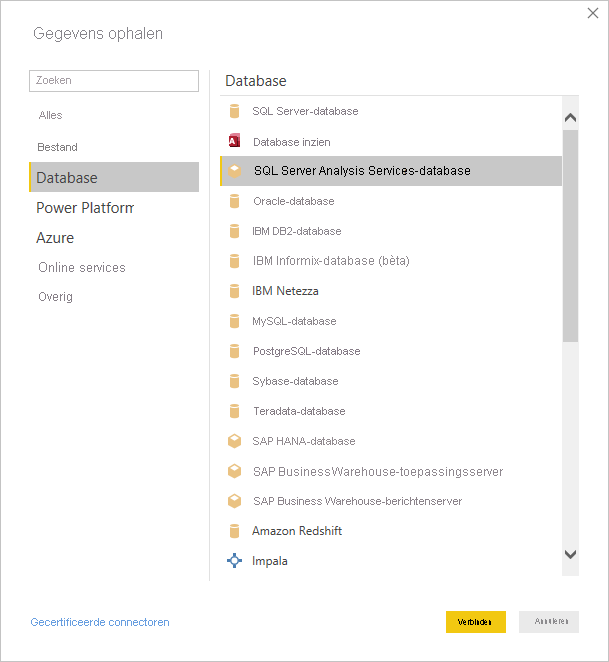 Gegevens ophalen
Zoeken
Alles
Bestand
Database
Power Platform
Azure
Online services
Overig
Database
SQL Server-database
Database inzien
SQL Server Analysis Services-database
Oracle-database
IBM DB2-database
IBM Informix-database (bèta)
IBM Netezza
MySQL-database
PostgreSQL-database
Sybase-database
Teradata-database
SAP HANA-database
SAP BusinessWarehouse-toepassingsserver
SAP Business Warehouse-berichtenserver
Amazon Redshift
Impala
Gecertificeerde connectoren
Verbinden
Annuleren